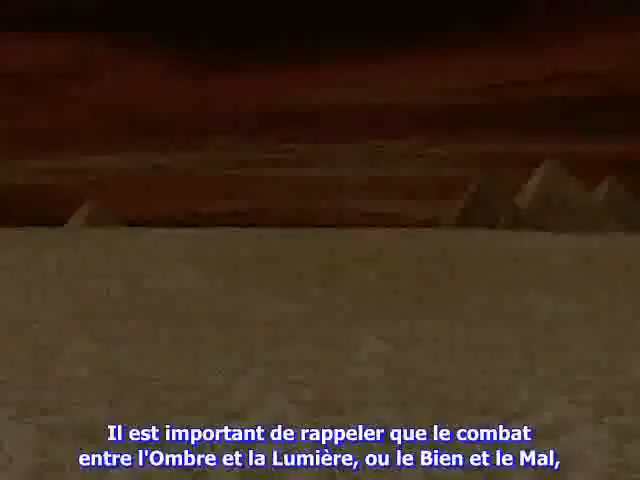 Il est important de rappeler que le combat
entre l'Ombre et la Lumière, ou le Bien et le Mal,